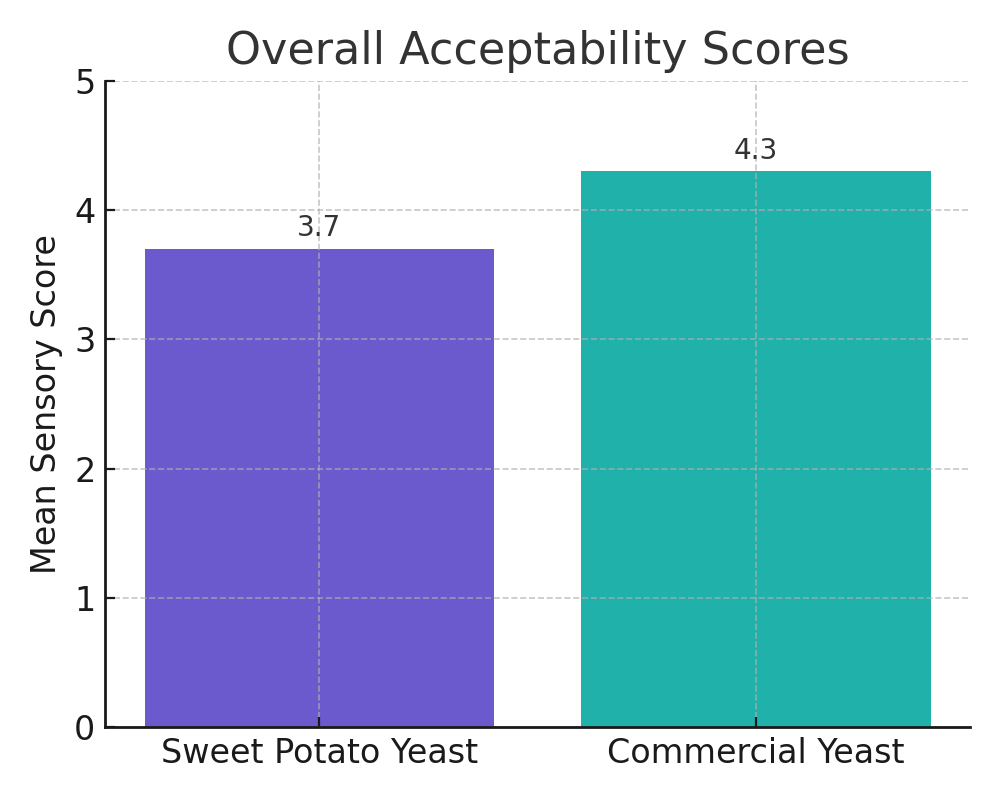 Overall Acceptability Scores
Mean Sensory Score
5
4
3
2
1
0
3.7
4.3
Sweet Potato Yeast
Commercial Yeast